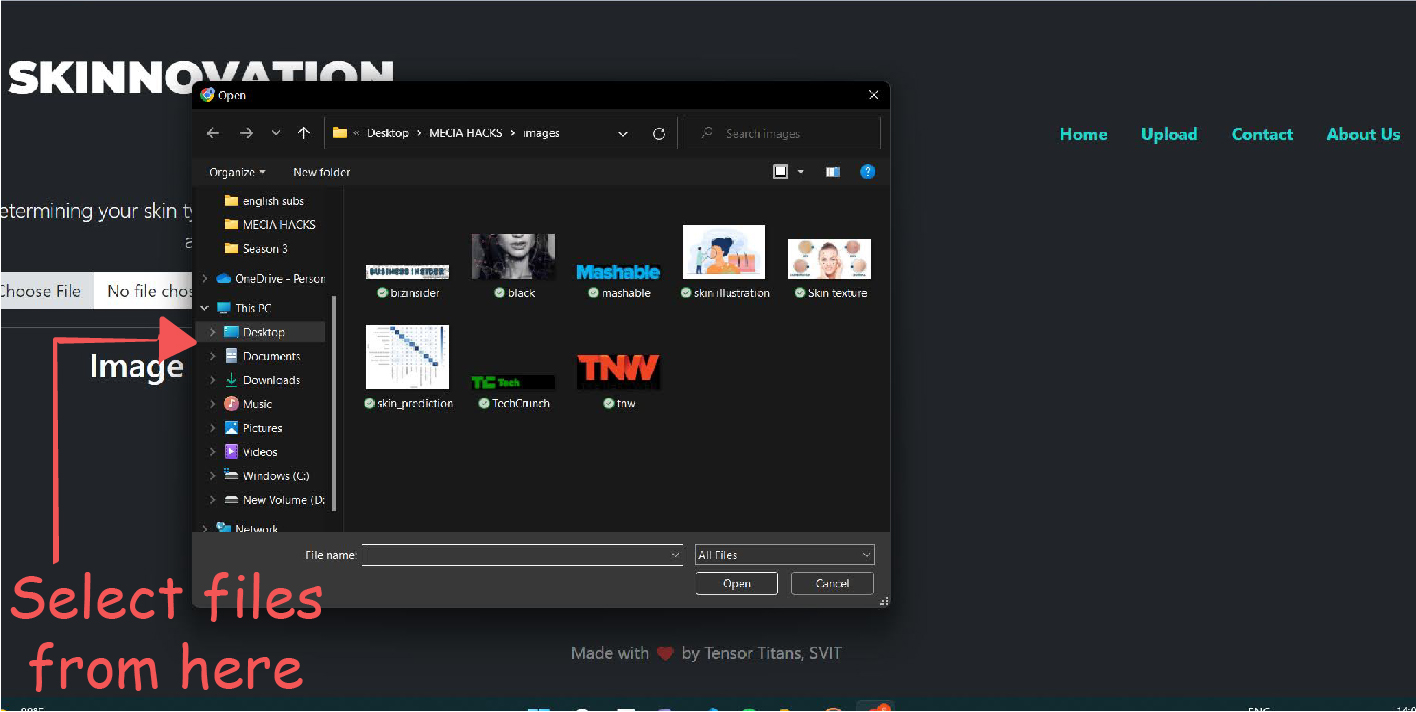 SKINNOVATION
Open
Desktop > MECIA HACKS > images
Search images
Home Upload Contact About Us
Organize New folder
etermining your skin ty
a
Choose File No file chos
Image
english subs
MECIA HACKS
Season 3
OneDrive - Person
This PC
Desktop
Documents
Downloads
Music
Pictures
Videos
Windows (C:)
New Volume (D:
Network
BUSINESS INSIDER
bizinsider
black
Mashable
mashable
skin illustration
Skin texture
skin_prediction
TC Tech
TechCrunch
TNW
tnw
File name:
All Files
Open Cancel
Select files
from here
Made with ❤ by Tensor Titans, SVIT
ENG